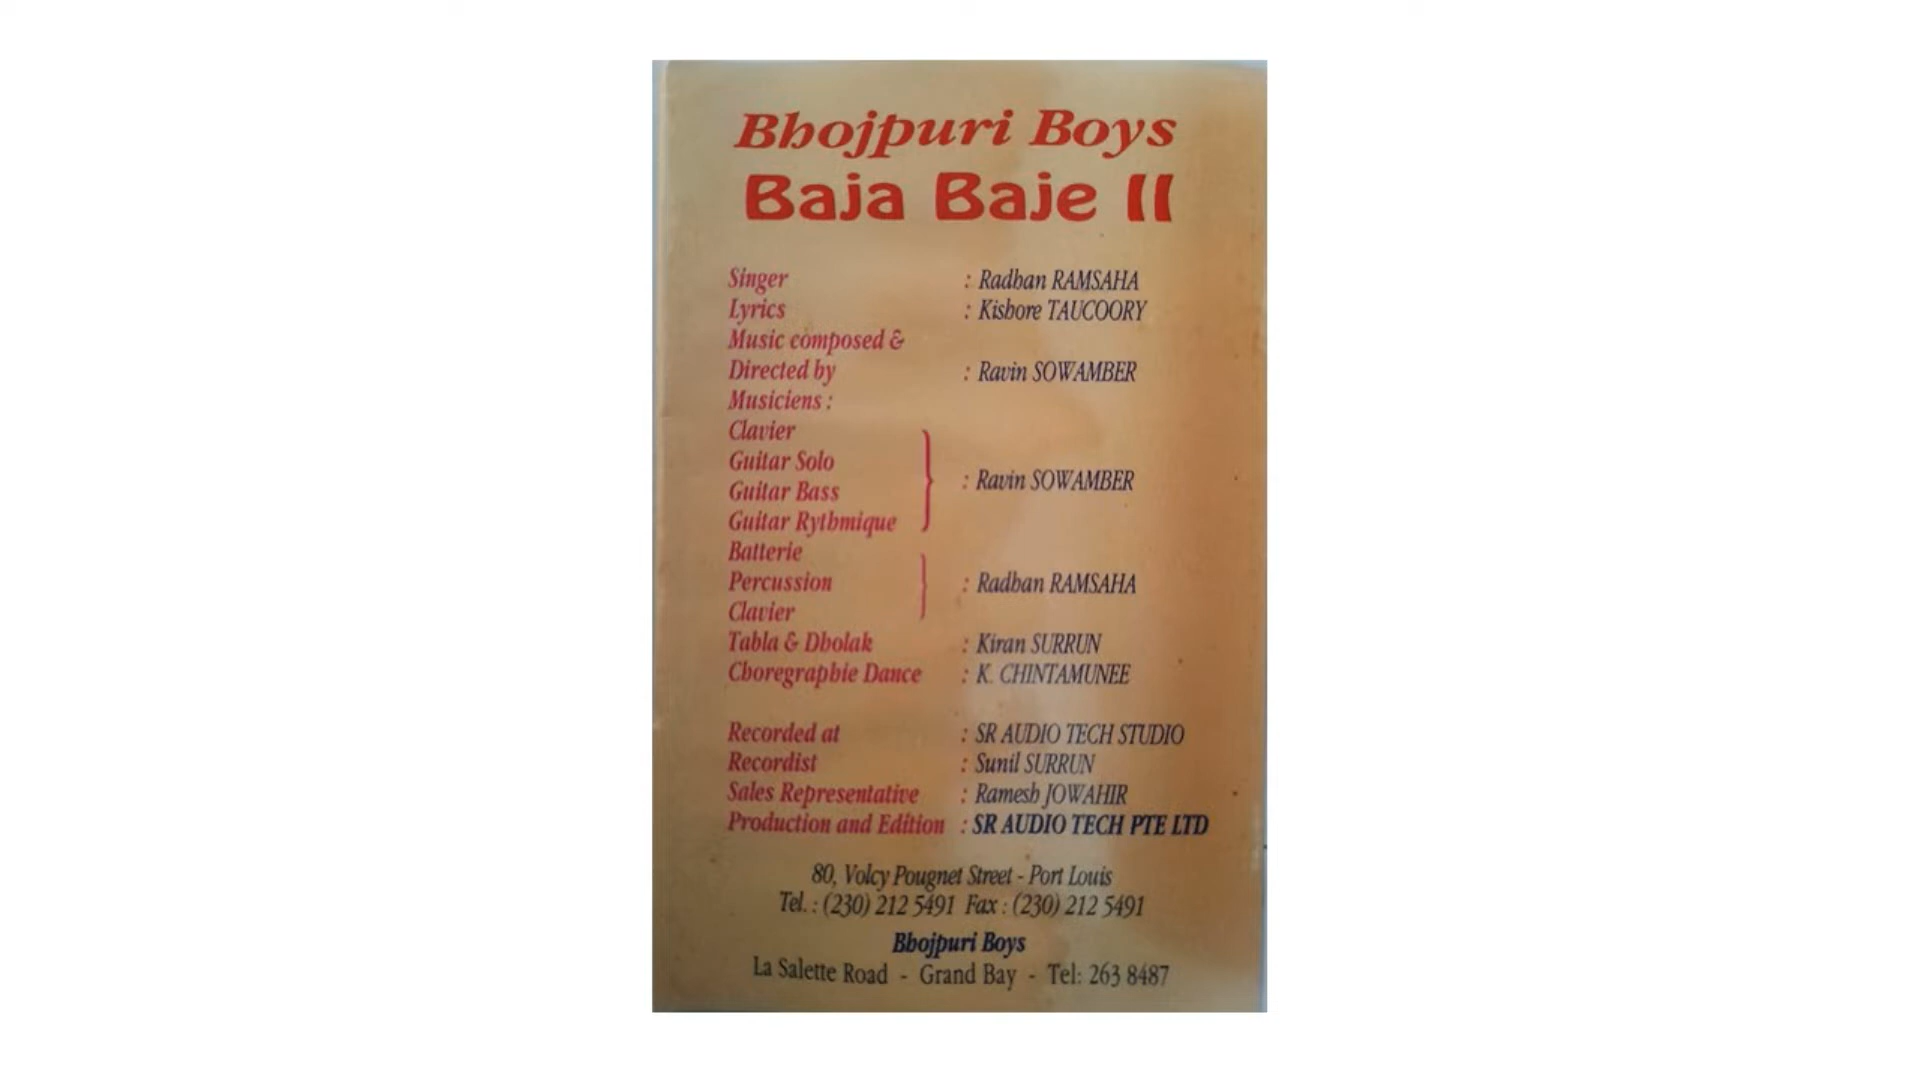 Bhojpuri Boys
Baja Baje II
Singer : Radhan RAMSAHA
Lyrics : Kishore TAUCOORY
Music composed &
Directed by : Ravin SOWAMBER
Musiciens :
Clavier
Guitar Solo
: Ravin SOWAMBER
Guitar Bass
Guitar Rythmique
Batterie
Percussion : Radhan RAMSAHA
Clavier
Tabla & Dholak : Kiran SURRUN
Choregraphie Dance : K. CHINTAMUNEE
Recorded at : SR AUDIO TECH STUDIO
Recordist : Sunil SURRUN
Sales Representative : Ramesh JOWAHIR
Production and Edition : SR AUDIO TECH PTE LTD
80, Volcy Pougnet Street - Port Louis
Tel. : (230) 212 5491 Fax : (230) 212 5491
Bhojpuri Boys
La Salette Road - Grand Bay - Tel: 263 8487